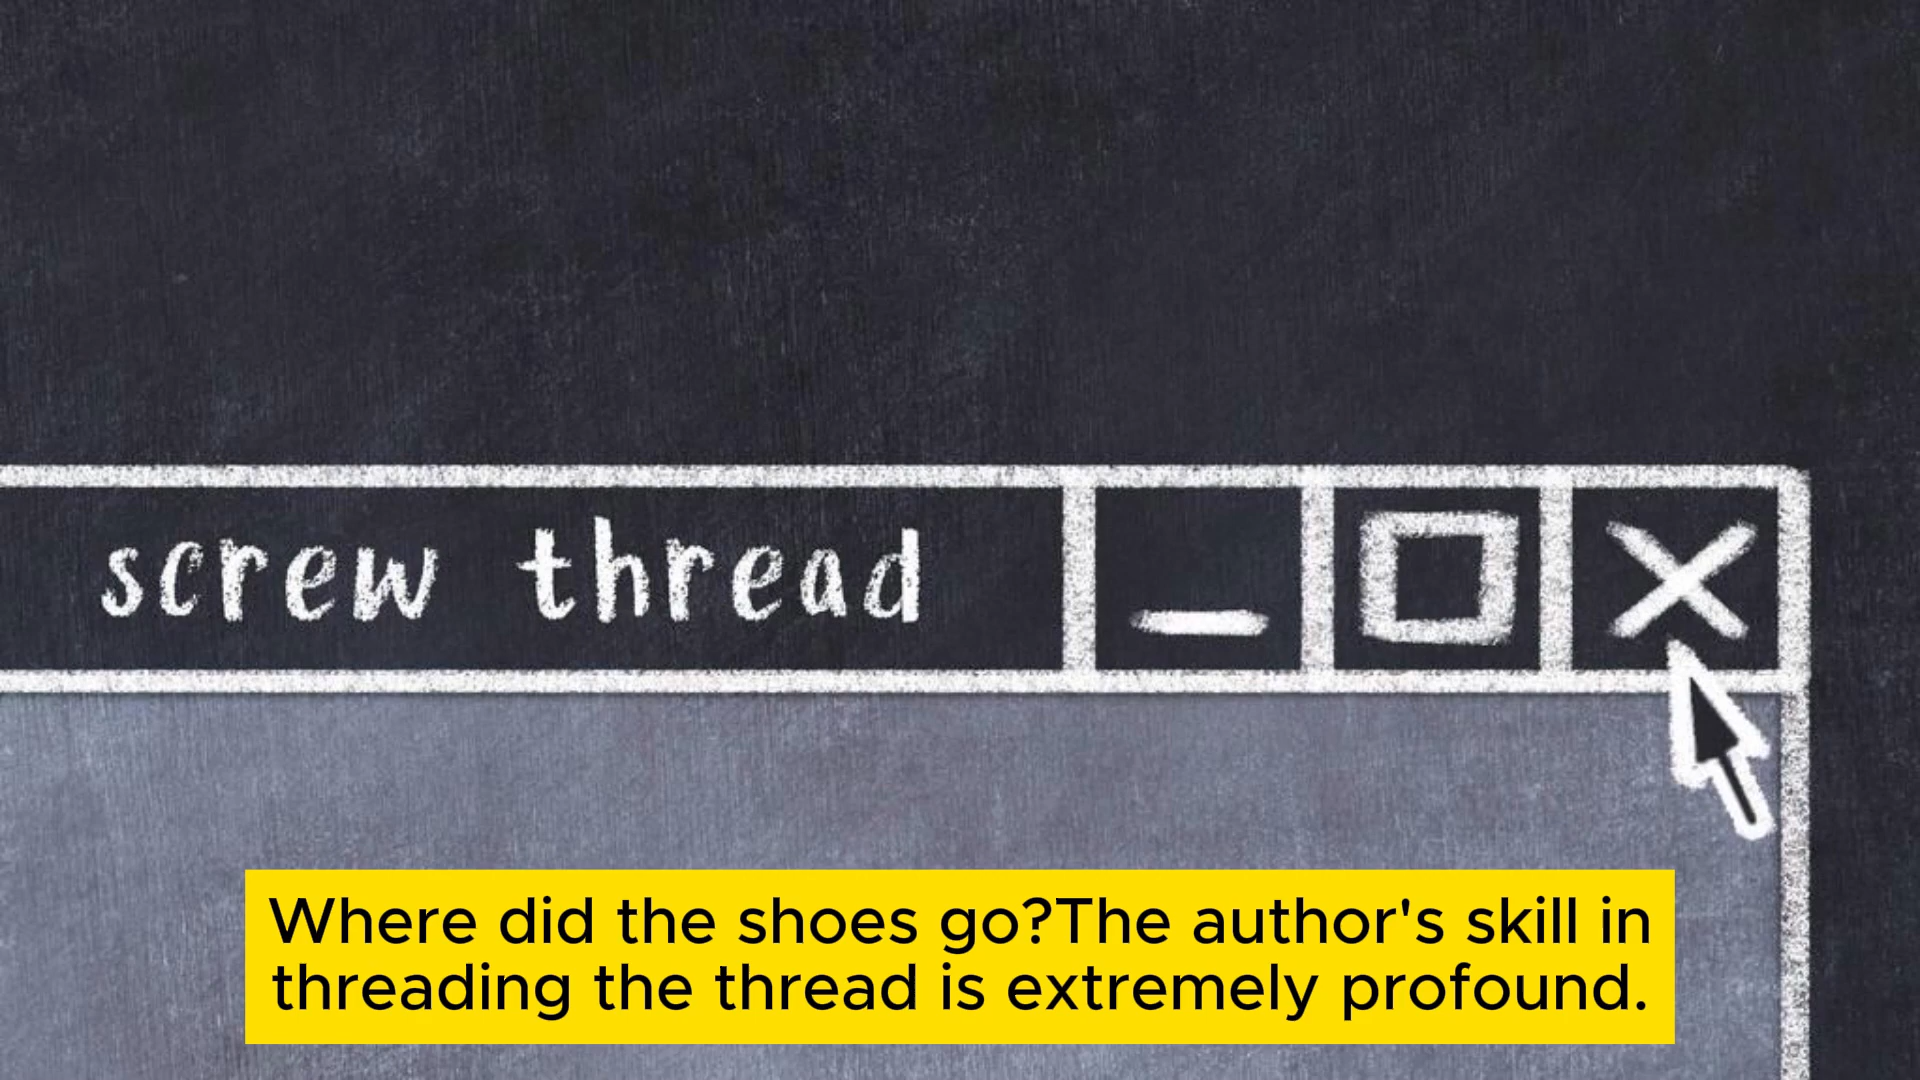 screw thread
Where did the shoes go?The author's skill in
threading the thread is extremely profound.